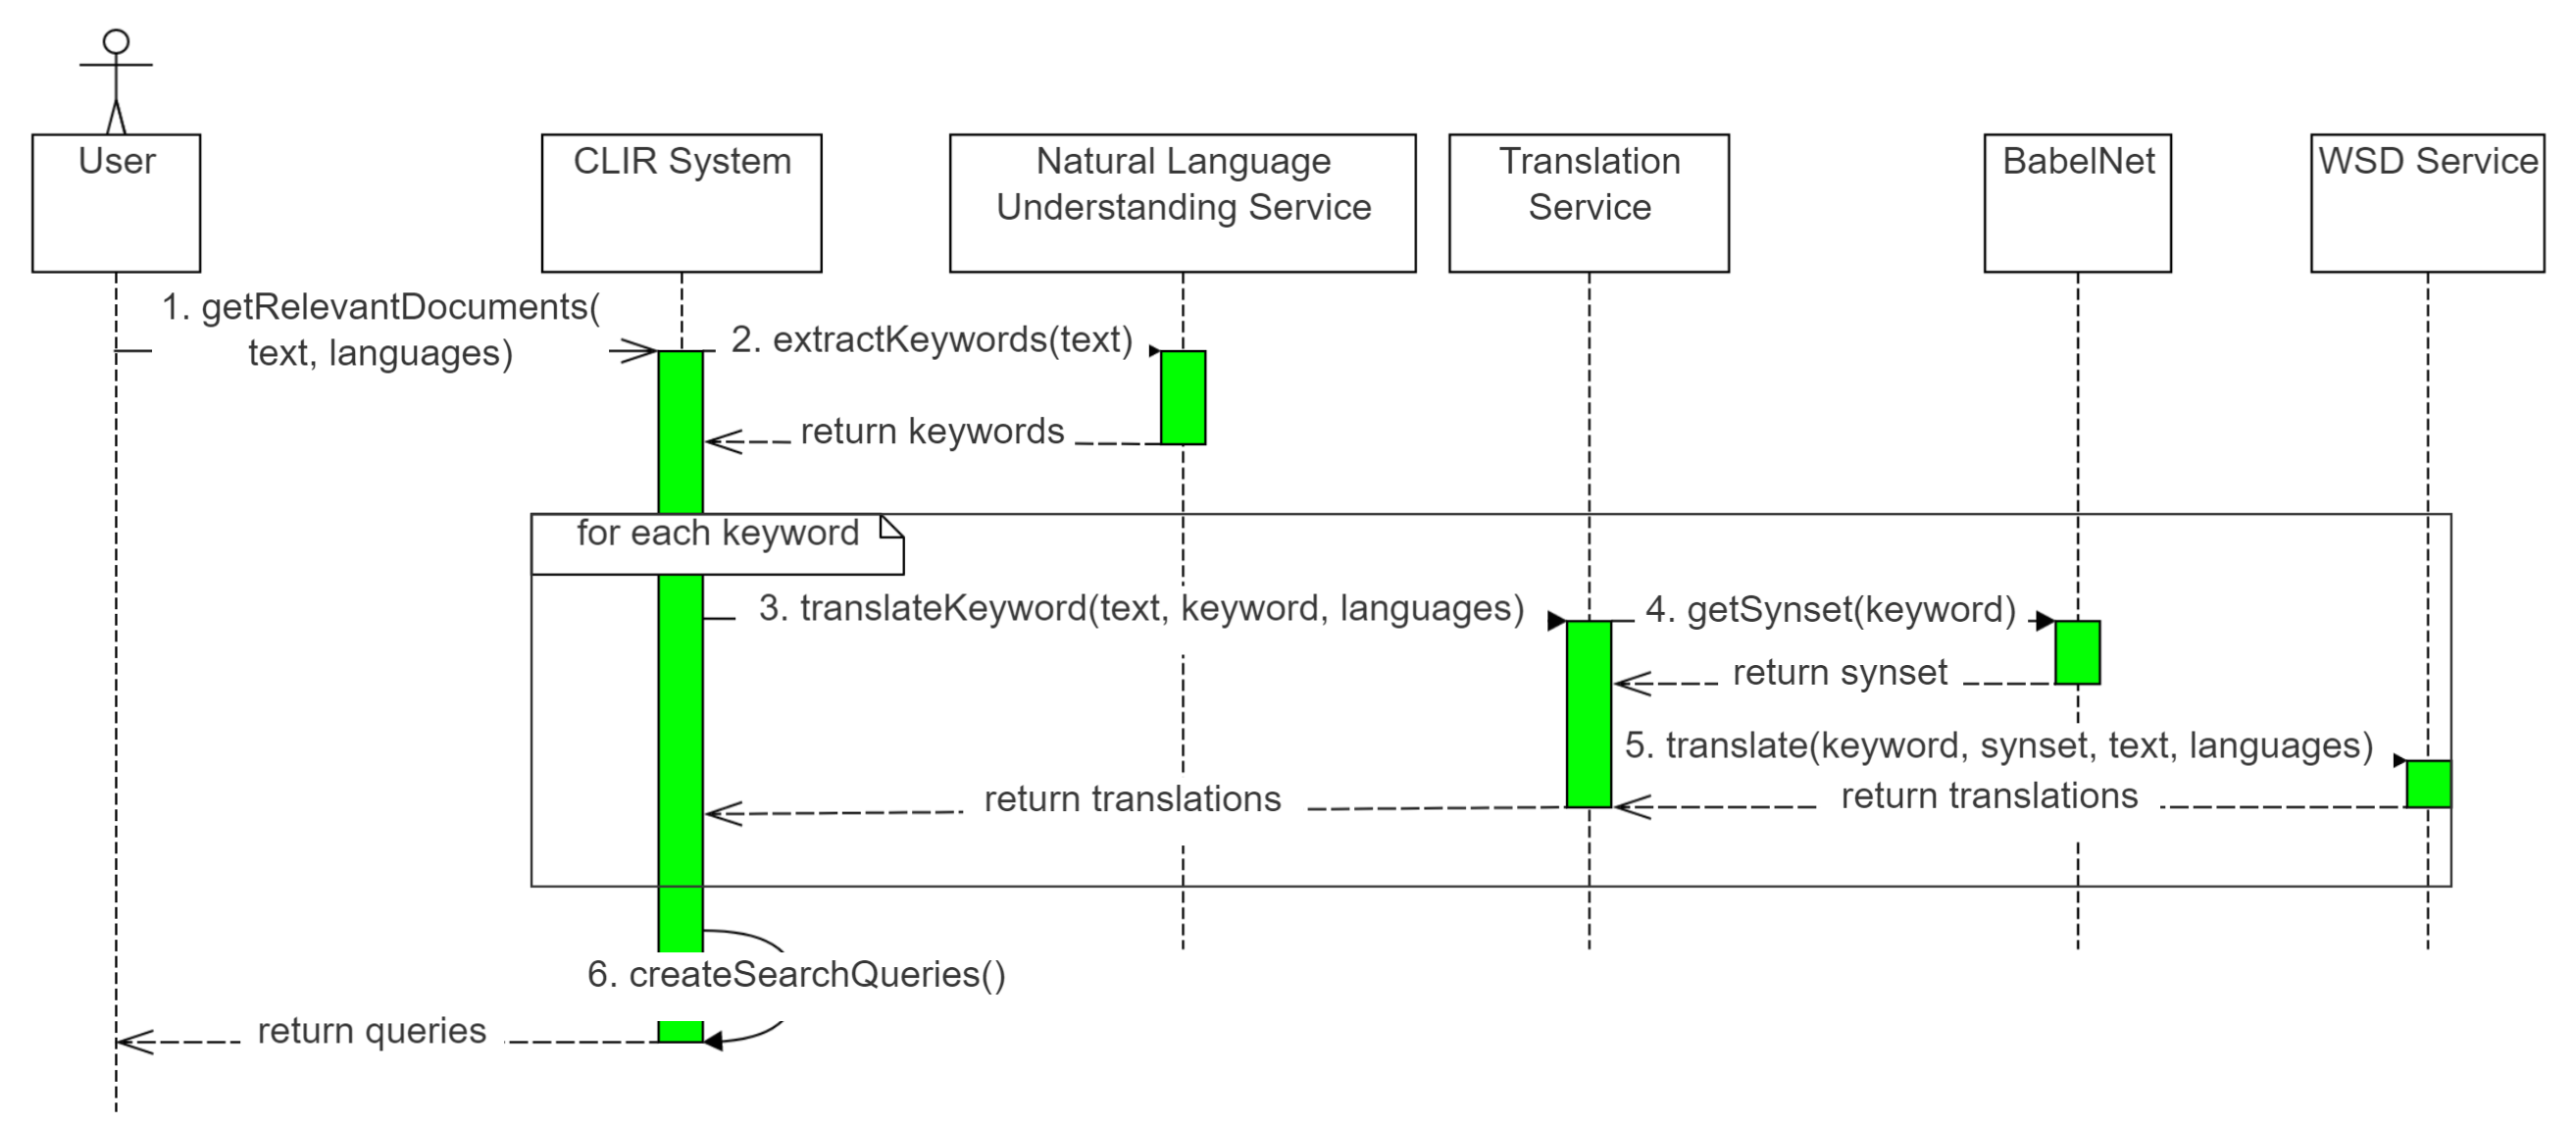 User
CLIR System
Natural Language
Understanding Service
Translation
Service
BabelNet
WSD Service
1. getRelevantDocuments(
text, languages)
2. extractKeywords(text)
return keywords
for each keyword
3. translateKeyword(text, keyword, languages)
4. getSynset(keyword)
return synset
5. translate(keyword, synset, text, languages)
return translations
return translations
6. createSearchQueries()
return queries